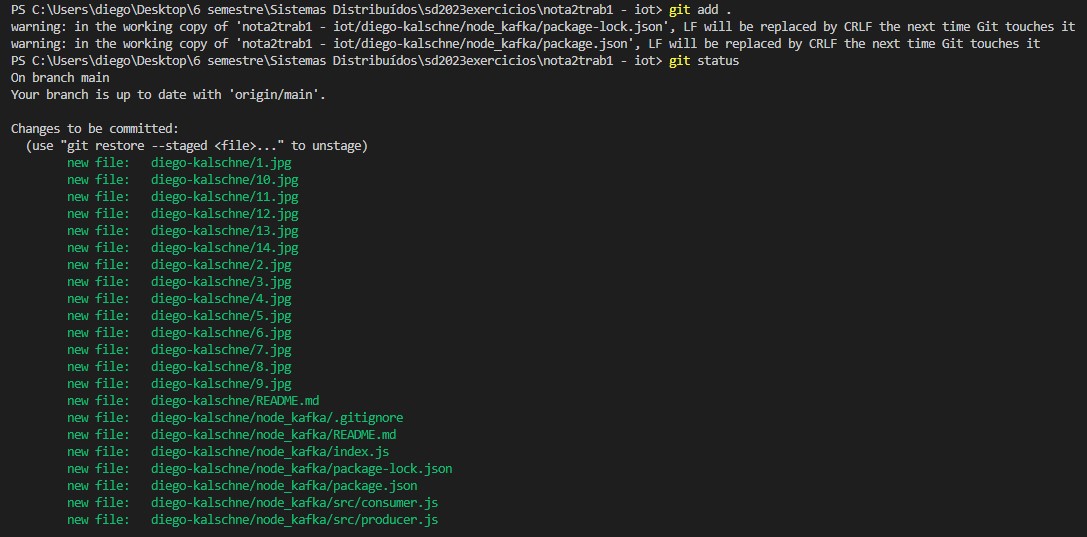 PS C:\Users\diego\Desktop\6 semestre\Sistemas Distribuídos\sd2023exercicios\nota2trab1 - iot> git add .
warning: in the working copy of 'nota2trab1 - iot/diego-kalschne/node_kafka/package-lock.json', LF will be replaced by CRLF the next time Git touches it
warning: in the working copy of 'nota2trab1 - iot/diego-kalschne/node_kafka/package.json', LF will be replaced by CRLF the next time Git touches it
PS C:\Users\diego\Desktop\6 semestre\Sistemas Distribuídos\sd2023exercicios\nota2trab1 - iot> git status
On branch main
Your branch is up to date with 'origin/main'.

Changes to be committed:
  (use "git restore --staged <file>..." to unstage)
        new file:   diego-kalschne/1.jpg
        new file:   diego-kalschne/10.jpg
        new file:   diego-kalschne/11.jpg
        new file:   diego-kalschne/12.jpg
        new file:   diego-kalschne/13.jpg
        new file:   diego-kalschne/14.jpg
        new file:   diego-kalschne/2.jpg
        new file:   diego-kalschne/3.jpg
        new file:   diego-kalschne/4.jpg
        new file:   diego-kalschne/5.jpg
        new file:   diego-kalschne/6.jpg
        new file:   diego-kalschne/7.jpg
        new file:   diego-kalschne/8.jpg
        new file:   diego-kalschne/9.jpg
        new file:   diego-kalschne/README.md
        new file:   diego-kalschne/node_kafka/.gitignore
        new file:   diego-kalschne/node_kafka/README.md
        new file:   diego-kalschne/node_kafka/index.js
        new file:   diego-kalschne/node_kafka/package-lock.json
        new file:   diego-kalschne/node_kafka/package.json
        new file:   diego-kalschne/node_kafka/src/consumer.js
        new file:   diego-kalschne/node_kafka/src/producer.js